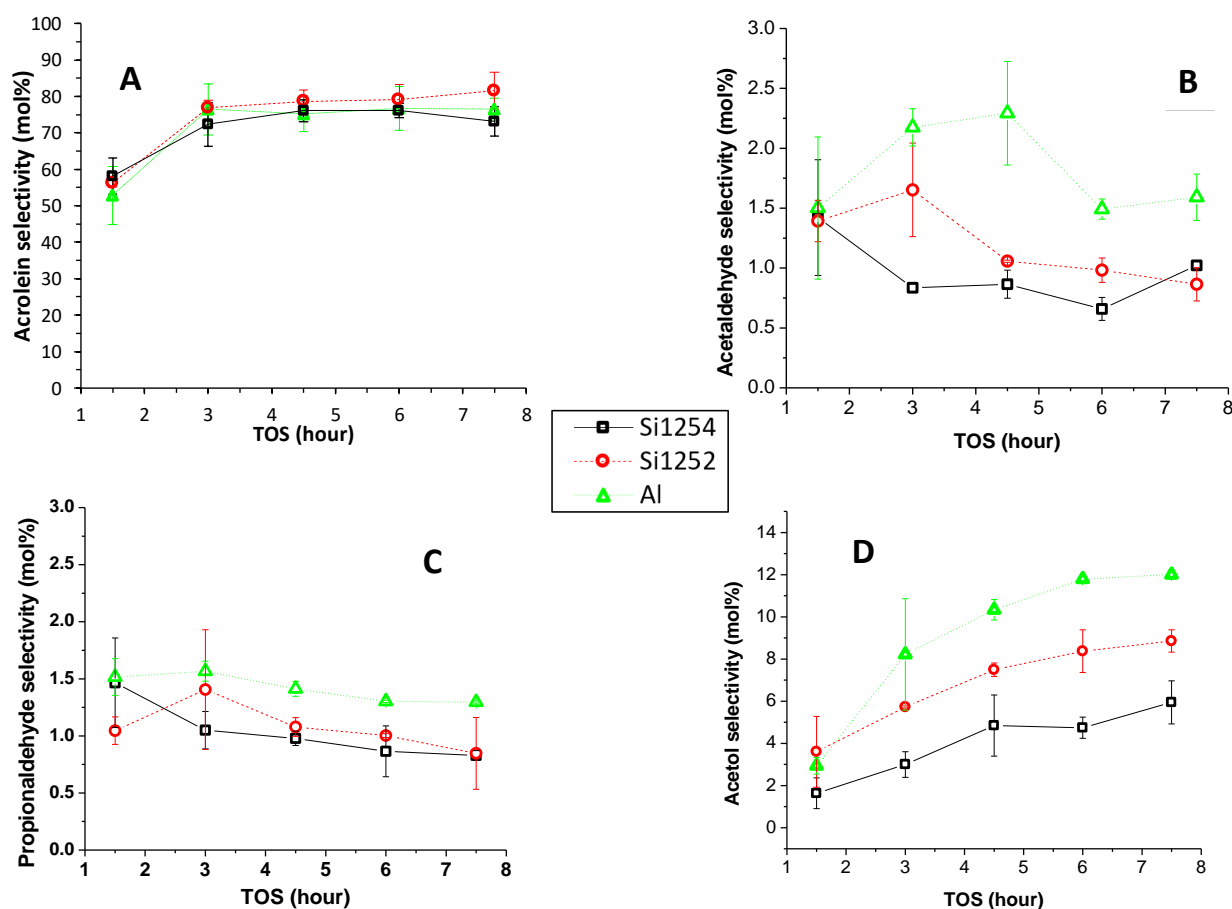 A
Acrolein selectivity (mol%)
100
90
80
70
60
50
40
30
20
10
0
1 2 3 4 5 6 7 8
TOS (hour)
B
Acetaldehyde selectivity (mol%)
3.0
2.5
2.0
1.5
1.0
0.5
0.0
1 2 3 4 5 6 7 8
TOS (hour)
Si1254
Si1252
Al
C
Propionaldehyde selectivity (mol%)
3.0
2.5
2.0
1.5
1.0
0.5
0.0
1 2 3 4 5 6 7 8
TOS (hour)
D
Acetol selectivity (mol%)
14
12
10
8
6
4
2
0
1 2 3 4 5 6 7 8
TOS (hour)